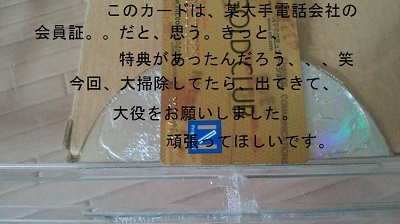 このカードは、某大手電話会社の
会員証。。だと、思う。きっと、
特典があったんだろう、、、笑
今回、大掃除してたら、出てきて、
大役をお願いしました。
頑張ってほしいです。